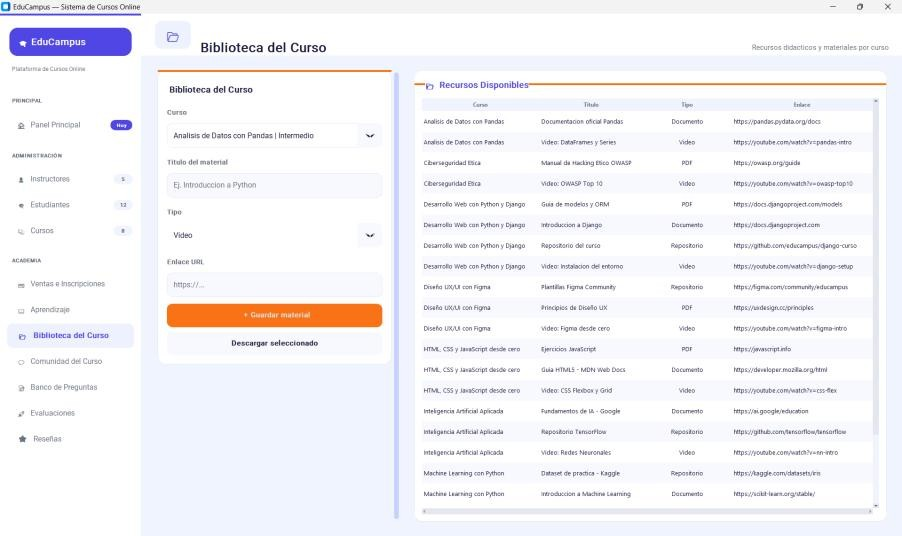 EduCampus — Sistema de Cursos Online
EduCampus
Plataforma de Cursos Online
PRINCIPAL
Panel Principal Hoy
ADMINISTRACIÓN
Instructores 5
Estudiantes 12
Cursos 8
ACADEMIA
Ventas e Inscripciones
Aprendizaje
Biblioteca del Curso
Comunidad del Curso
Banco de Preguntas
Evaluaciones
Reseñas
Biblioteca del Curso
Recursos didacticos y materiales por curso
Biblioteca del Curso
Curso
Analisis de Datos con Pandas | Intermedio
Titulo del material
Ej. Introduccion a Python
Tipo
Video
Enlace URL
https://...
+ Guardar material
Descargar seleccionado
Recursos Disponibles
Curso Titulo Tipo Enlace
Analisis de Datos con Pandas Documentacion oficial Pandas Documento https://pandas.pydata.org/docs
Analisis de Datos con Pandas Video: DataFrames y Series Video https://youtube.com/watch?v=pandas-intro
Ciberseguridad Etica Manual de Hacking Etico OWASP PDF https://owasp.org/guide
Ciberseguridad Etica Video: OWASP Top 10 Video https://youtube.com/watch?v=owasp-top10
Desarrollo Web con Python y Django Guia de modelos y ORM PDF https://docs.djangoproject.com/models
Desarrollo Web con Python y Django Introduccion a Django Documento https://docs.djangoproject.com
Desarrollo Web con Python y Django Repositorio del curso Repositorio https://github.com/educampus/django-curso
Desarrollo Web con Python y Django Video: Instalacion del entorno Video https://youtube.com/watch?v=django-setup
Diseño UX/UI con Figma Plantillas Figma Community Repositorio https://figma.com/community/educampus
Diseño UX/UI con Figma Principios de Diseño UX PDF https://uxdesign.cc/principles
Diseño UX/UI con Figma Video: Figma desde cero Video https://youtube.com/watch?v=figma-intro
HTML, CSS y JavaScript desde cero Ejercicios JavaScript PDF https://javascript.info
HTML, CSS y JavaScript desde cero Guia HTML5 - MDN Web Docs Documento https://developer.mozilla.org/html
HTML, CSS y JavaScript desde cero Video: CSS Flexbox y Grid Video https://youtube.com/watch?v=css-flex
Inteligencia Artificial Aplicada Fundamentos de IA - Google Documento https://ai.google/education
Inteligencia Artificial Aplicada Repositorio TensorFlow Repositorio https://github.com/tensorflow/tensorflow
Inteligencia Artificial Aplicada Video: Redes Neuronales Video https://youtube.com/watch?v=nn-intro
Machine Learning con Python Dataset de practica - Kaggle Repositorio https://kaggle.com/datasets/iris
Machine Learning con Python Introduccion a Machine Learning Documento https://scikit-learn.org/stable/